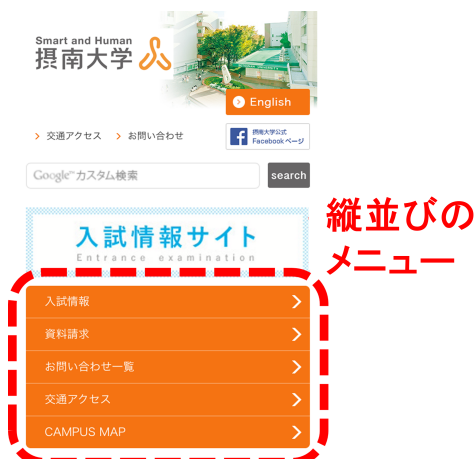 Smart and Human
摂南大学
English
交通アクセス お問い合わせ
摂南大学公式
Facebookページ
Google™カスタム検索
search
入試情報サイト
Entrance examination
縦並びの
メニュー
入試情報
資料請求
お問い合わせ一覧
交通アクセス
CAMPUS MAP